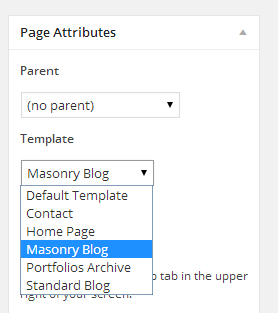 Page Attributes
Parent
(no parent)
Template
Masonry Blog
Default Template
Contact
Home Page
Masonry Blog
Portfolios Archive
tab in the upper
Standard Blog
of your screen.